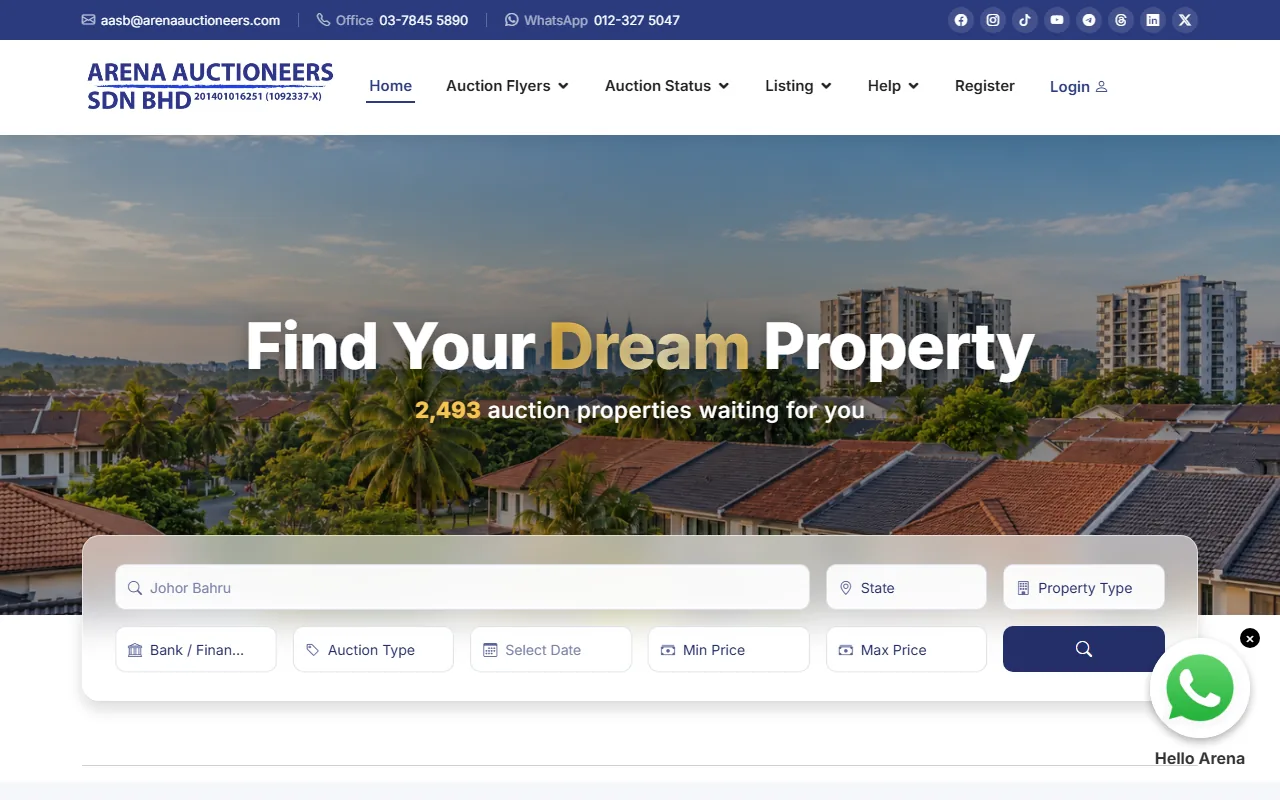 aasb@arenaauctioneers.com Office 03-7845 5890 WhatsApp 012-327 5047
ARENA AUCTIONEERS
SDN BHD 201401016251 (1092337-X)
Home Auction Flyers Auction Status Listing Help Register Login
Find Your Dream Property
2,493 auction properties waiting for you
Johor Bahru State Property Type
Bank / Finan... Auction Type Select Date Min Price Max Price
Hello Arena